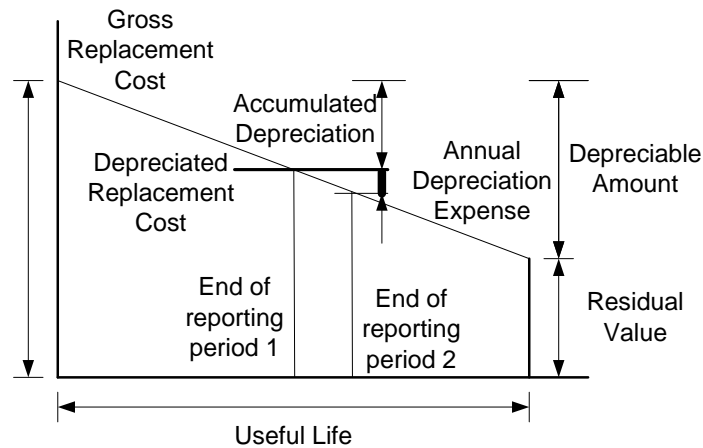 Gross
Replacement
Cost
Accumulated
Depreciation
Depreciated
Replacement
Cost
Annual
Depreciation
Expense
Depreciable
Amount
End of
reporting
period 1
End of
reporting
period 2
Residual
Value
Useful Life